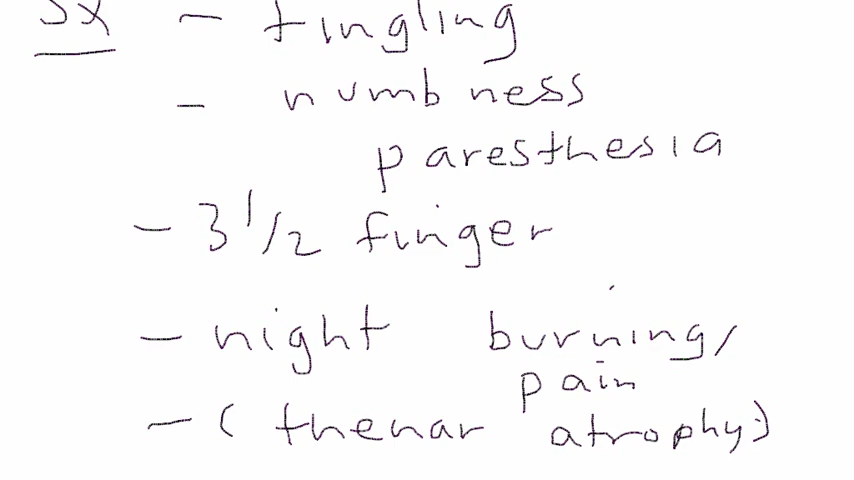 Sx - tingling
- numbness
paresthesia
- 3 1/2 finger
- night burning/
pain
- (thenar atrophy)